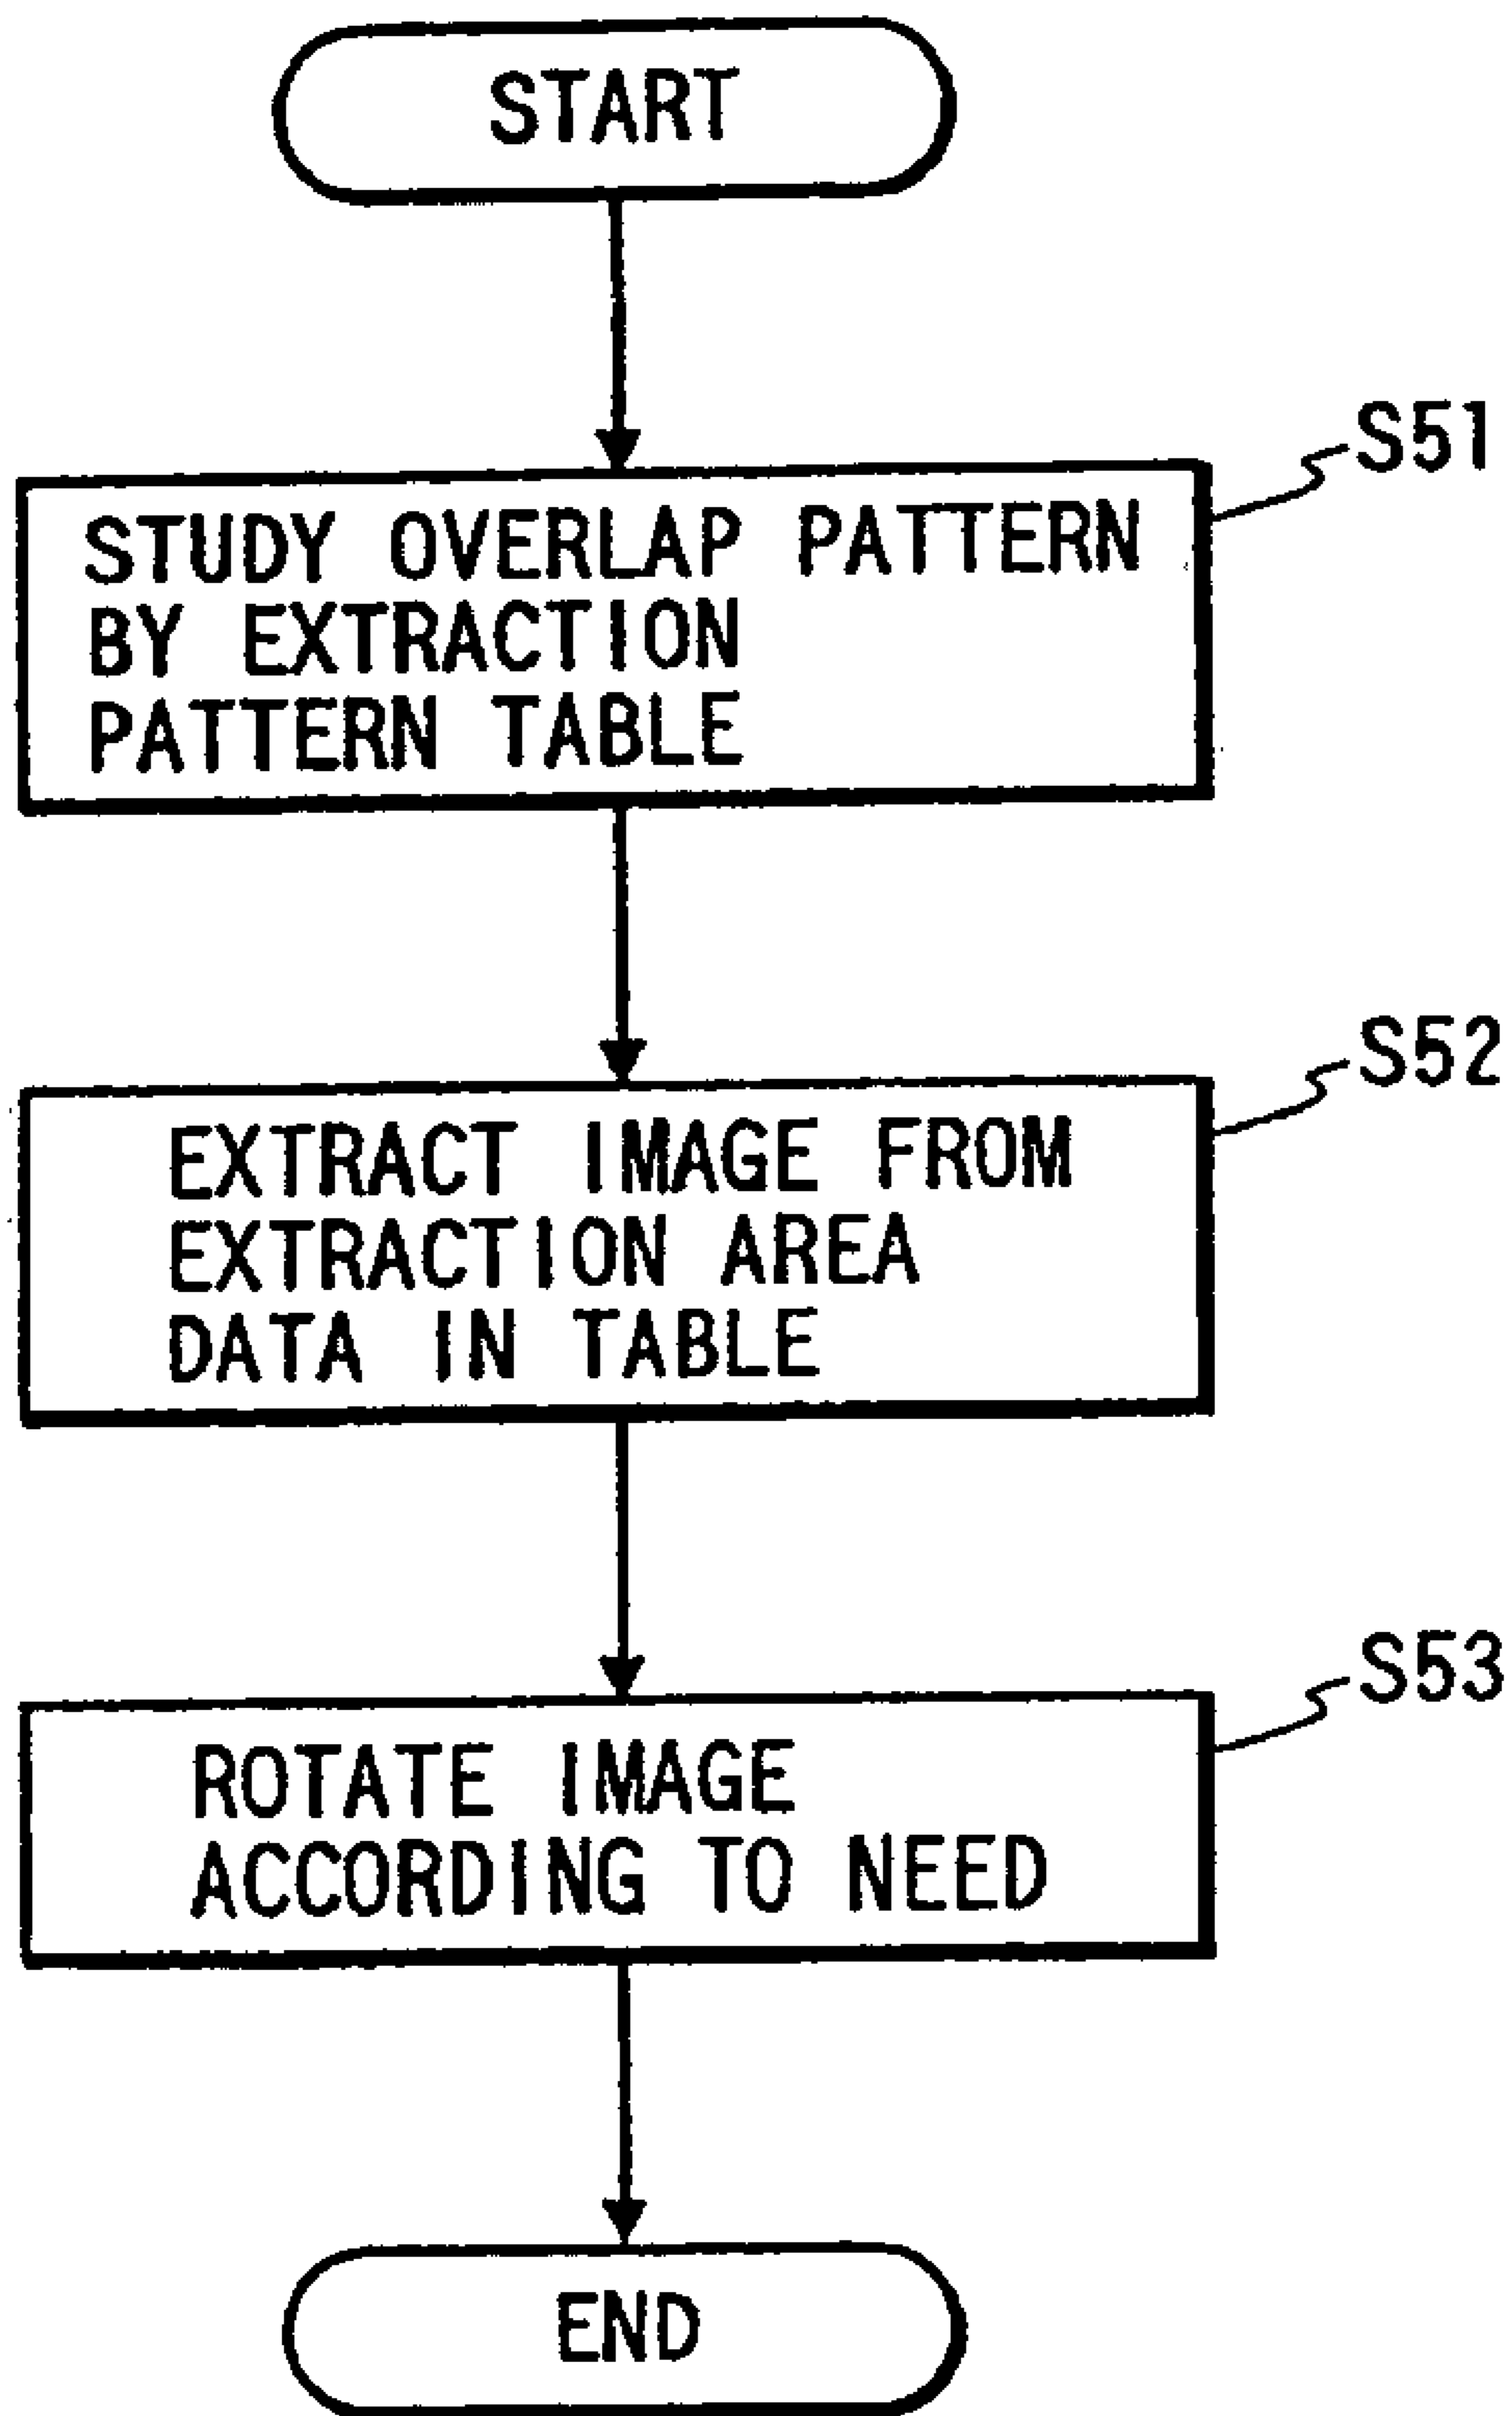 START
S51
STUDY OVERLAP PATTERN
BY EXTRACTION
PATTERN TABLE
S52
EXTRACT IMAGE FROM
EXTRACTION AREA
DATA IN TABLE
S53
ROTATE IMAGE
ACCORDING TO NEED
END